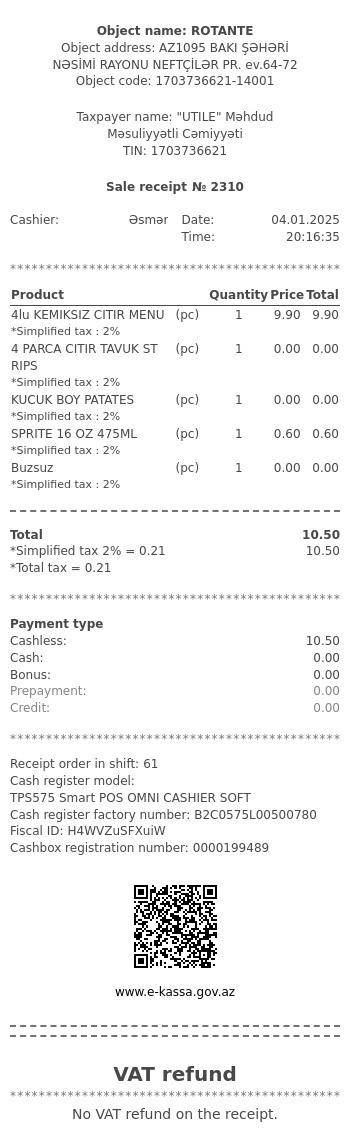 Object name: ROTANTE
Object address: AZ1095 BAKI ŞƏHƏRİ
NƏSİMİ RAYONU NEFTÇİLƏR PR. ev.64-72
Object code: 1703736621-14001
Taxpayer name: "UTILE" Məhdud
Məsuliyyətli Cəmiyyəti
TIN: 1703736621
Sale receipt № 2310
Cashier: Əsmər Date: 04.01.2025
Time: 20:16:35
********************************************
Product Quantity Price Total
4lu KEMIKSIZ CITIR MENU (pc) 1 9.90 9.90
*Simplified tax : 2%
4 PARCA CITIR TAVUK ST (pc) 1 0.00 0.00
RIPS
*Simplified tax : 2%
KUCUK BOY PATATES (pc) 1 0.00 0.00
*Simplified tax : 2%
SPRITE 16 OZ 475ML (pc) 1 0.60 0.60
*Simplified tax : 2%
Buzsuz (pc) 1 0.00 0.00
*Simplified tax : 2%
Total 10.50
*Simplified tax 2% = 0.21 10.50
*Total tax = 0.21
********************************************
Payment type
Cashless: 10.50
Cash: 0.00
Bonus: 0.00
Prepayment: 0.00
Credit: 0.00
********************************************
Receipt order in shift: 61
Cash register model:
TPS575 Smart POS OMNI CASHIER SOFT
Cash register factory number: B2C0575L00500780
Fiscal ID: H4WVZuSFXuiW
Cashbox registration number: 0000199489
www.e-kassa.gov.az
VAT refund
********************************************
No VAT refund on the receipt.